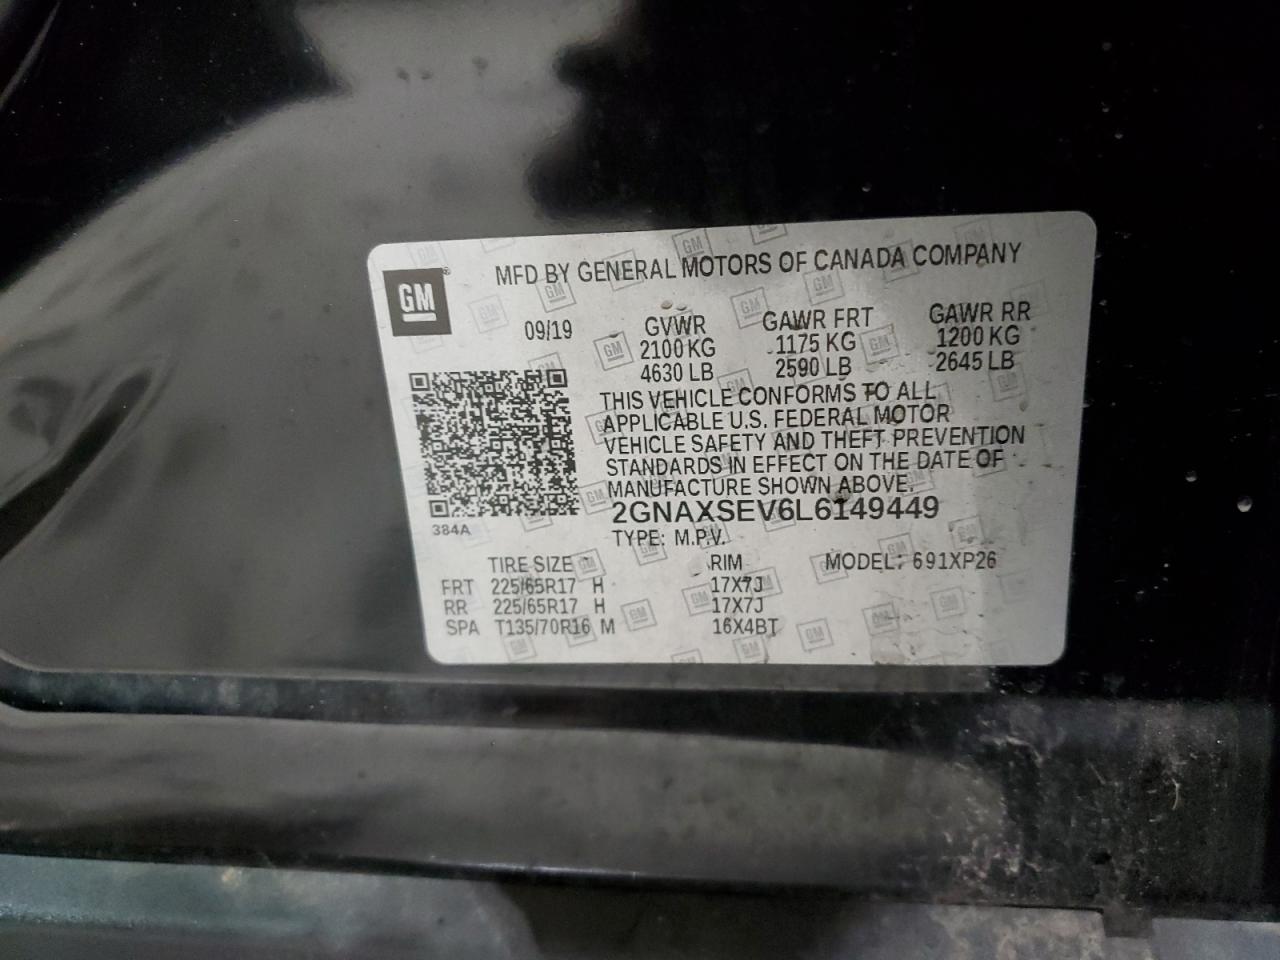 MFD BY GENERAL MOTORS OF CANADA COMPANY
GM
®
09/19
GVWR
2100 KG
4630 LB
GAWR FRT
1175 KG
2590 LB
GAWR RR
1200 KG
2645 LB
THIS VEHICLE CONFORMS TO ALL
APPLICABLE U.S. FEDERAL MOTOR
VEHICLE SAFETY AND THEFT PREVENTION
STANDARDS IN EFFECT ON THE DATE OF
MANUFACTURE SHOWN ABOVE.
384A
2GNAXSEV6L6149449
TYPE: M.P.V.
TIRE SIZE RIM MODEL: 691XP26
FRT 225/65R17 H 17X7J
RR 225/65R17 H 17X7J
SPA T135/70R16 M 16X4BT